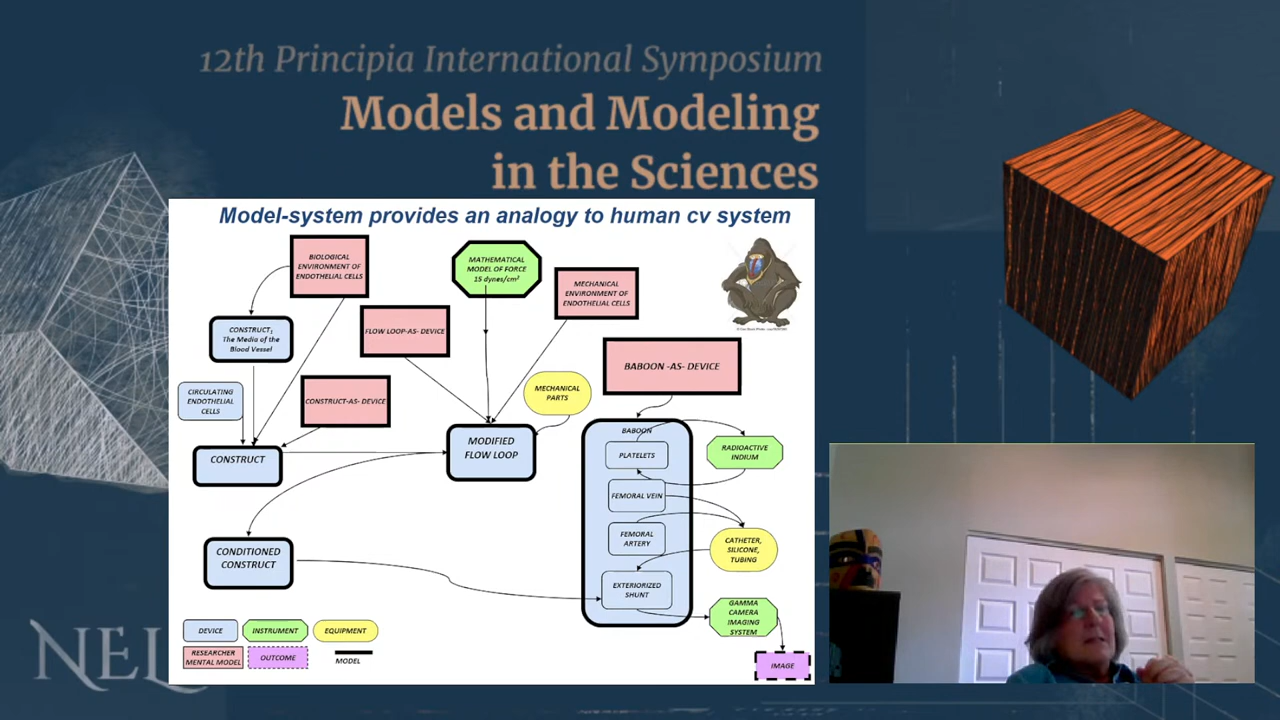 12th Principia International Symposium
Models and Modeling
in the Sciences
Model-system provides an analogy to human cv system
BIOLOGICAL
ENVIRONMENT OF
ENDOTHELIAL CELLS
MATHEMATICAL
MODEL OF FORCE
15 dynes/cm²
MECHANICAL
ENVIRONMENT OF
ENDOTHELIAL CELLS
CONSTRUCT;
The Media of the
Blood Vessel
FLOW LOOP-AS- DEVICE
BABOON -AS- DEVICE
CIRCULATING
ENDOTHELIAL
CELLS
CONSTRUCT-AS-DEVICE
MECHANICAL
PARTS
CONSTRUCT
MODIFIED
FLOW LOOP
BABOON
PLATELETS
RADIOACTIVE
INDIUM
FEMORAL VEIN
FEMORAL
ARTERY
CATHETER,
SILICONE,
TUBING
CONDITIONED
CONSTRUCT
EXTERIORIZED
SHUNT
GAMMA
CAMERA
IMAGING
SYSTEM
IMAGE
DEVICE
INSTRUMENT
EQUIPMENT
RESEARCHER
MENTAL MODEL
OUTCOME
MODEL
NEL